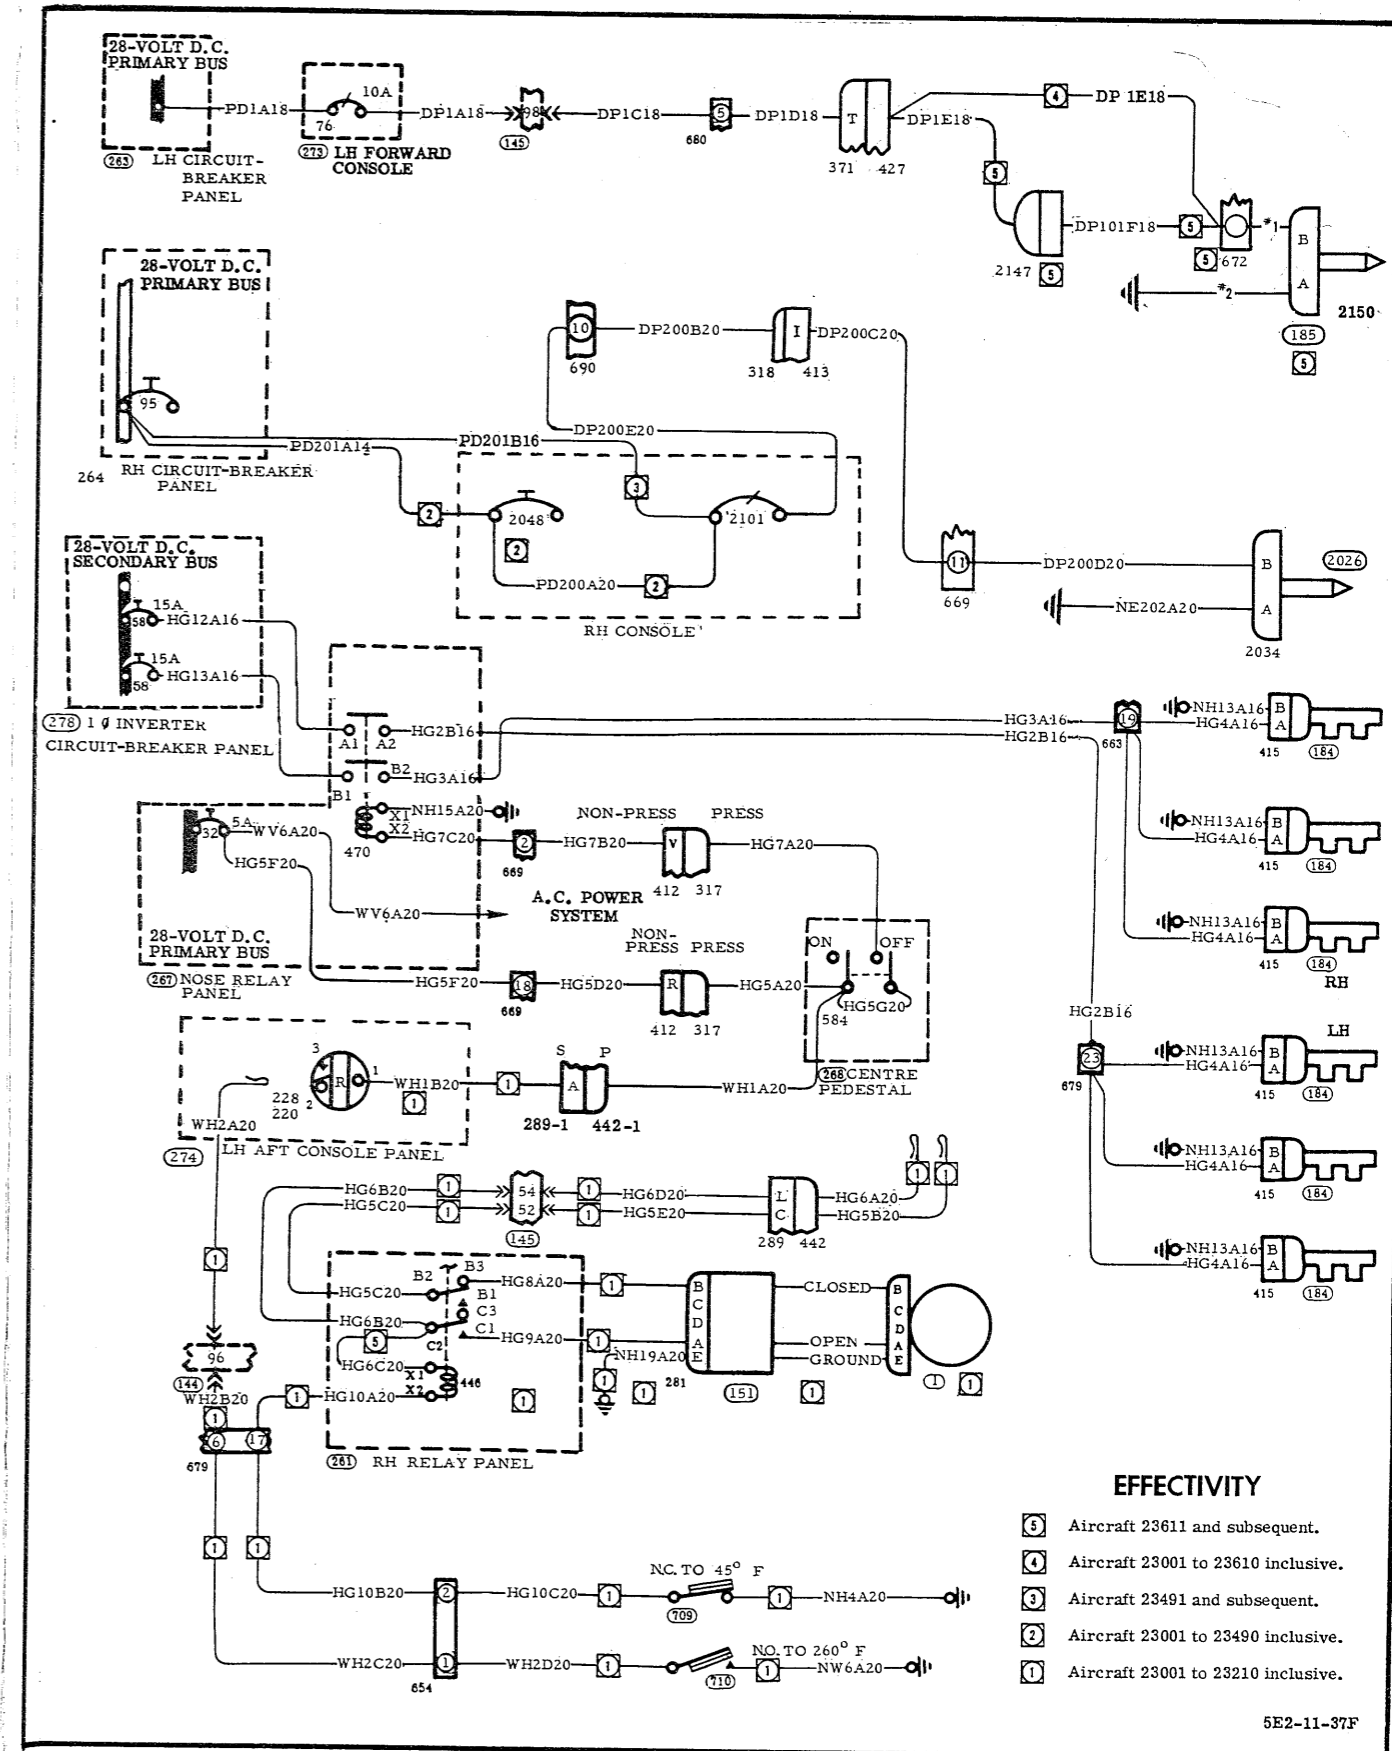 28-VOLT D.C.
PRIMARY BUS
PD1A18
10A
76
DP1A18
98
DP1C18
5
DP1D18
T
DP1E18
4
DP 1E18
263
LH CIRCUIT-
BREAKER
PANEL
273 LH FORWARD
CONSOLE
145
680
371 427
5
DP101F18
5
*1
B
2147
5
5
672
*2
A
2150
185
5
28-VOLT D.C.
PRIMARY BUS
95
10
DP200B20
I
DP200C20
690
318 413
DP200E20
PD201A14
PD201B16
264
RH CIRCUIT-BREAKER
PANEL
2
2048
3
2101
2
PD200A20
2
RH CONSOLE
11
669
DP200D20
B
2026
NE202A20
A
2034
28-VOLT D.C.
SECONDARY BUS
15A
58
HG12A16
15A
58
HG13A16
278 1 ϕ INVERTER
CIRCUIT-BREAKER PANEL
A1 A2
HG2B16
B2
HG3A16
B1
HG3A16
HG2B16
19
663
NH13A16
B
HG4A16
A
415
184
NH13A16
B
HG4A16
A
415
184
NH13A16
B
HG4A16
A
415
184
RH
X1
NH15A20
X2
HG7C20
470
2
669
HG7B20
NON-PRESS PRESS
V
HG7A20
412 317
32
5A
WV6A20
HG5F20
WV6A20
A.C. POWER
SYSTEM
28-VOLT D.C.
PRIMARY BUS
267 NOSE RELAY
PANEL
HG5F20
18
669
HG5D20
NON-
PRESS PRESS
R
HG5A20
412 317
ON OFF
HG5G20
584
268 CENTRE
PEDESTAL
HG2B16
23
679
LH
NH13A16
B
HG4A16
A
415
184
NH13A16
B
HG4A16
A
415
184
NH13A16
B
HG4A16
A
415
184
3
R
1
2
228
220
WH1B20
1
1
S P
A
WH1A20
289-1 442-1
WH2A20
274
LH AFT CONSOLE PANEL
HG6B20
1
54
1
HG6D20
L
HG6A20
1
1
HG5C20
1
52
1
HG5E20
C
HG5B20
145
289 442
1
B3
B2
HG8A20
1
HG5C20
B1
C3
HG6B20
C1
HG9A20
1
5
C2
HG6C20
X1
446
HG10A20
X2
1
1
NH19A20
1
B
C
D
A
E
281
1
151
CLOSED
OPEN
GROUND
1
B
C
D
A
E
1
1
96
144
WH2B20
1
6
17
679
261 RH RELAY PANEL
1
1
HG10B20
2
HG10C20
1
N.C. TO 45° F
709
1
NH4A20
WH2C20
1
WH2D20
1
N.O. TO 260° F
710
1
NW6A20
654
EFFECTIVITY
5 Aircraft 23611 and subsequent.
4 Aircraft 23001 to 23610 inclusive.
3 Aircraft 23491 and subsequent.
2 Aircraft 23001 to 23490 inclusive.
1 Aircraft 23001 to 23210 inclusive.
5E2-11-37F